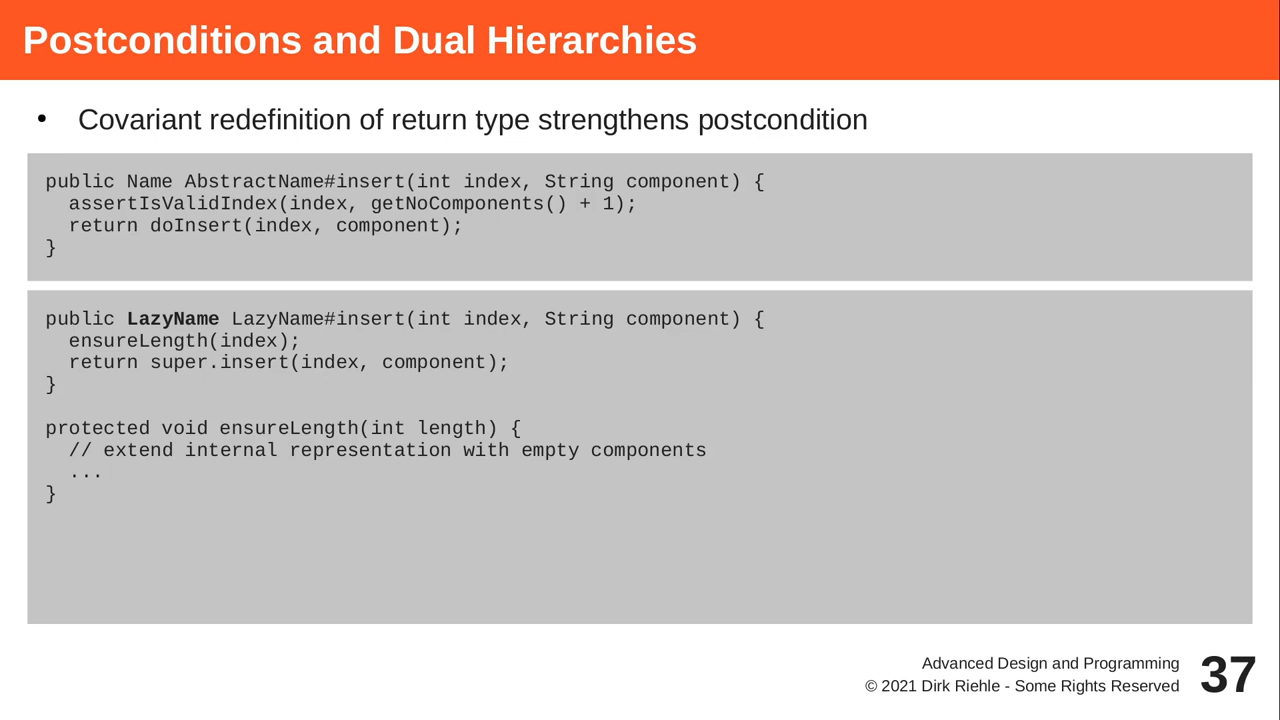 Postconditions and Dual Hierarchies
• Covariant redefinition of return type strengthens postcondition
public Name AbstractName#insert(int index, String component) {
  assertIsValidIndex(index, getNoComponents() + 1);
  return doInsert(index, component);
}
public LazyName LazyName#insert(int index, String component) {
  ensureLength(index);
  return super.insert(index, component);
}
protected void ensureLength(int length) {
  // extend internal representation with empty components
  ...
}
Advanced Design and Programming
© 2021 Dirk Riehle - Some Rights Reserved
37